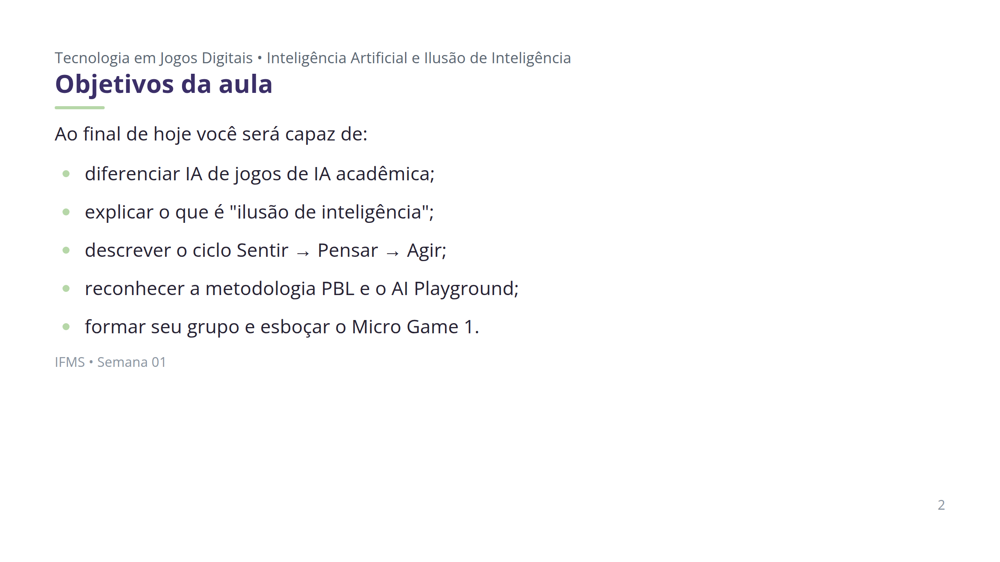 Tecnologia em Jogos Digitais • Inteligência Artificial e Ilusão de Inteligência
Objetivos da aula
Ao final de hoje você será capaz de:
• diferenciar IA de jogos de IA acadêmica;
• explicar o que é "ilusão de inteligência";
• descrever o ciclo Sentir → Pensar → Agir;
• reconhecer a metodologia PBL e o AI Playground;
• formar seu grupo e esboçar o Micro Game 1.
IFMS • Semana 01
2